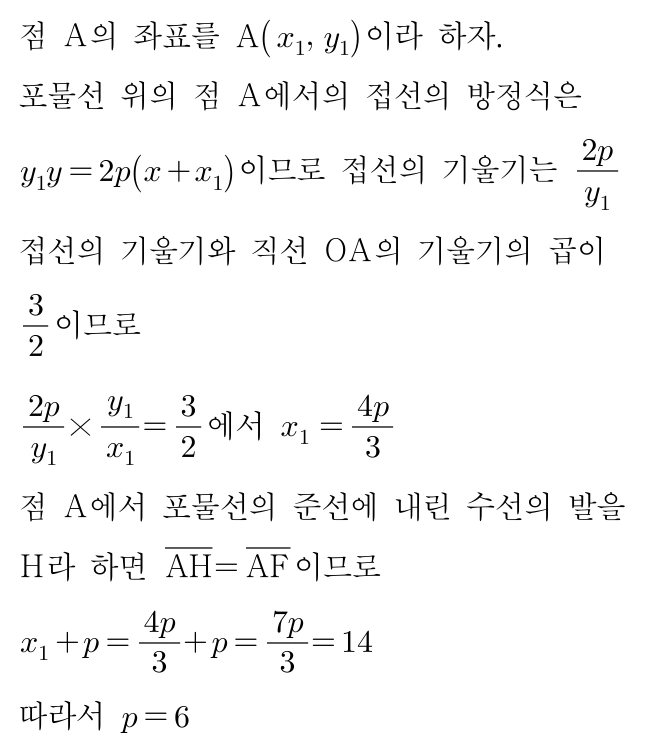 점 A의 좌표를 A(x₁, y₁)이라 하자.
포물선 위의 점 A에서의 접선의 방정식은
y₁y=2p(x+x₁)이므로 접선의 기울기는 2p/y₁
접선의 기울기와 직선 OA의 기울기의 곱이
3/2이므로
2p/y₁×y₁/x₁=3/2에서 x₁=4p/3
점 A에서 포물선의 준선에 내린 수선의 발을
H라 하면 A̅H̅=A̅F̅이므로
x₁+p=4p/3+p=7p/3=14
따라서 p=6